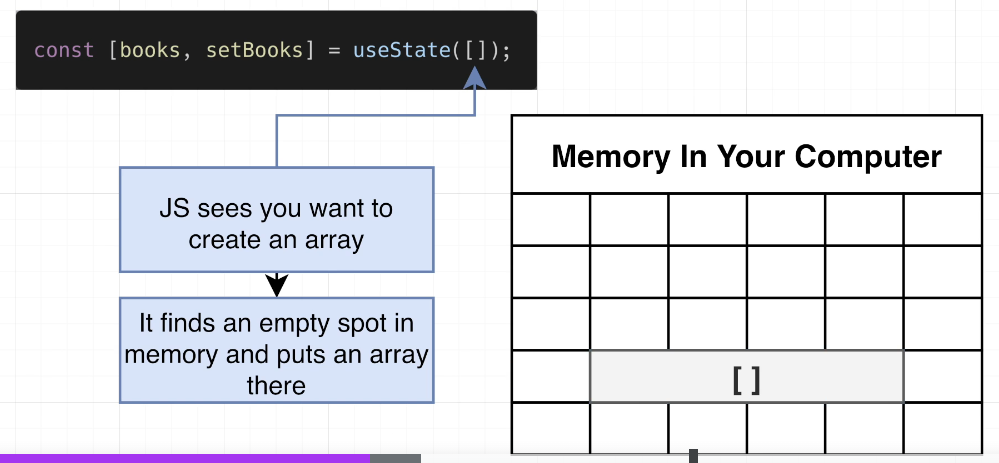 const [books, setBooks] = useState([]);
Memory In Your Computer
JS sees you want to
create an array
It finds an empty spot in
memory and puts an array
there
[ ]